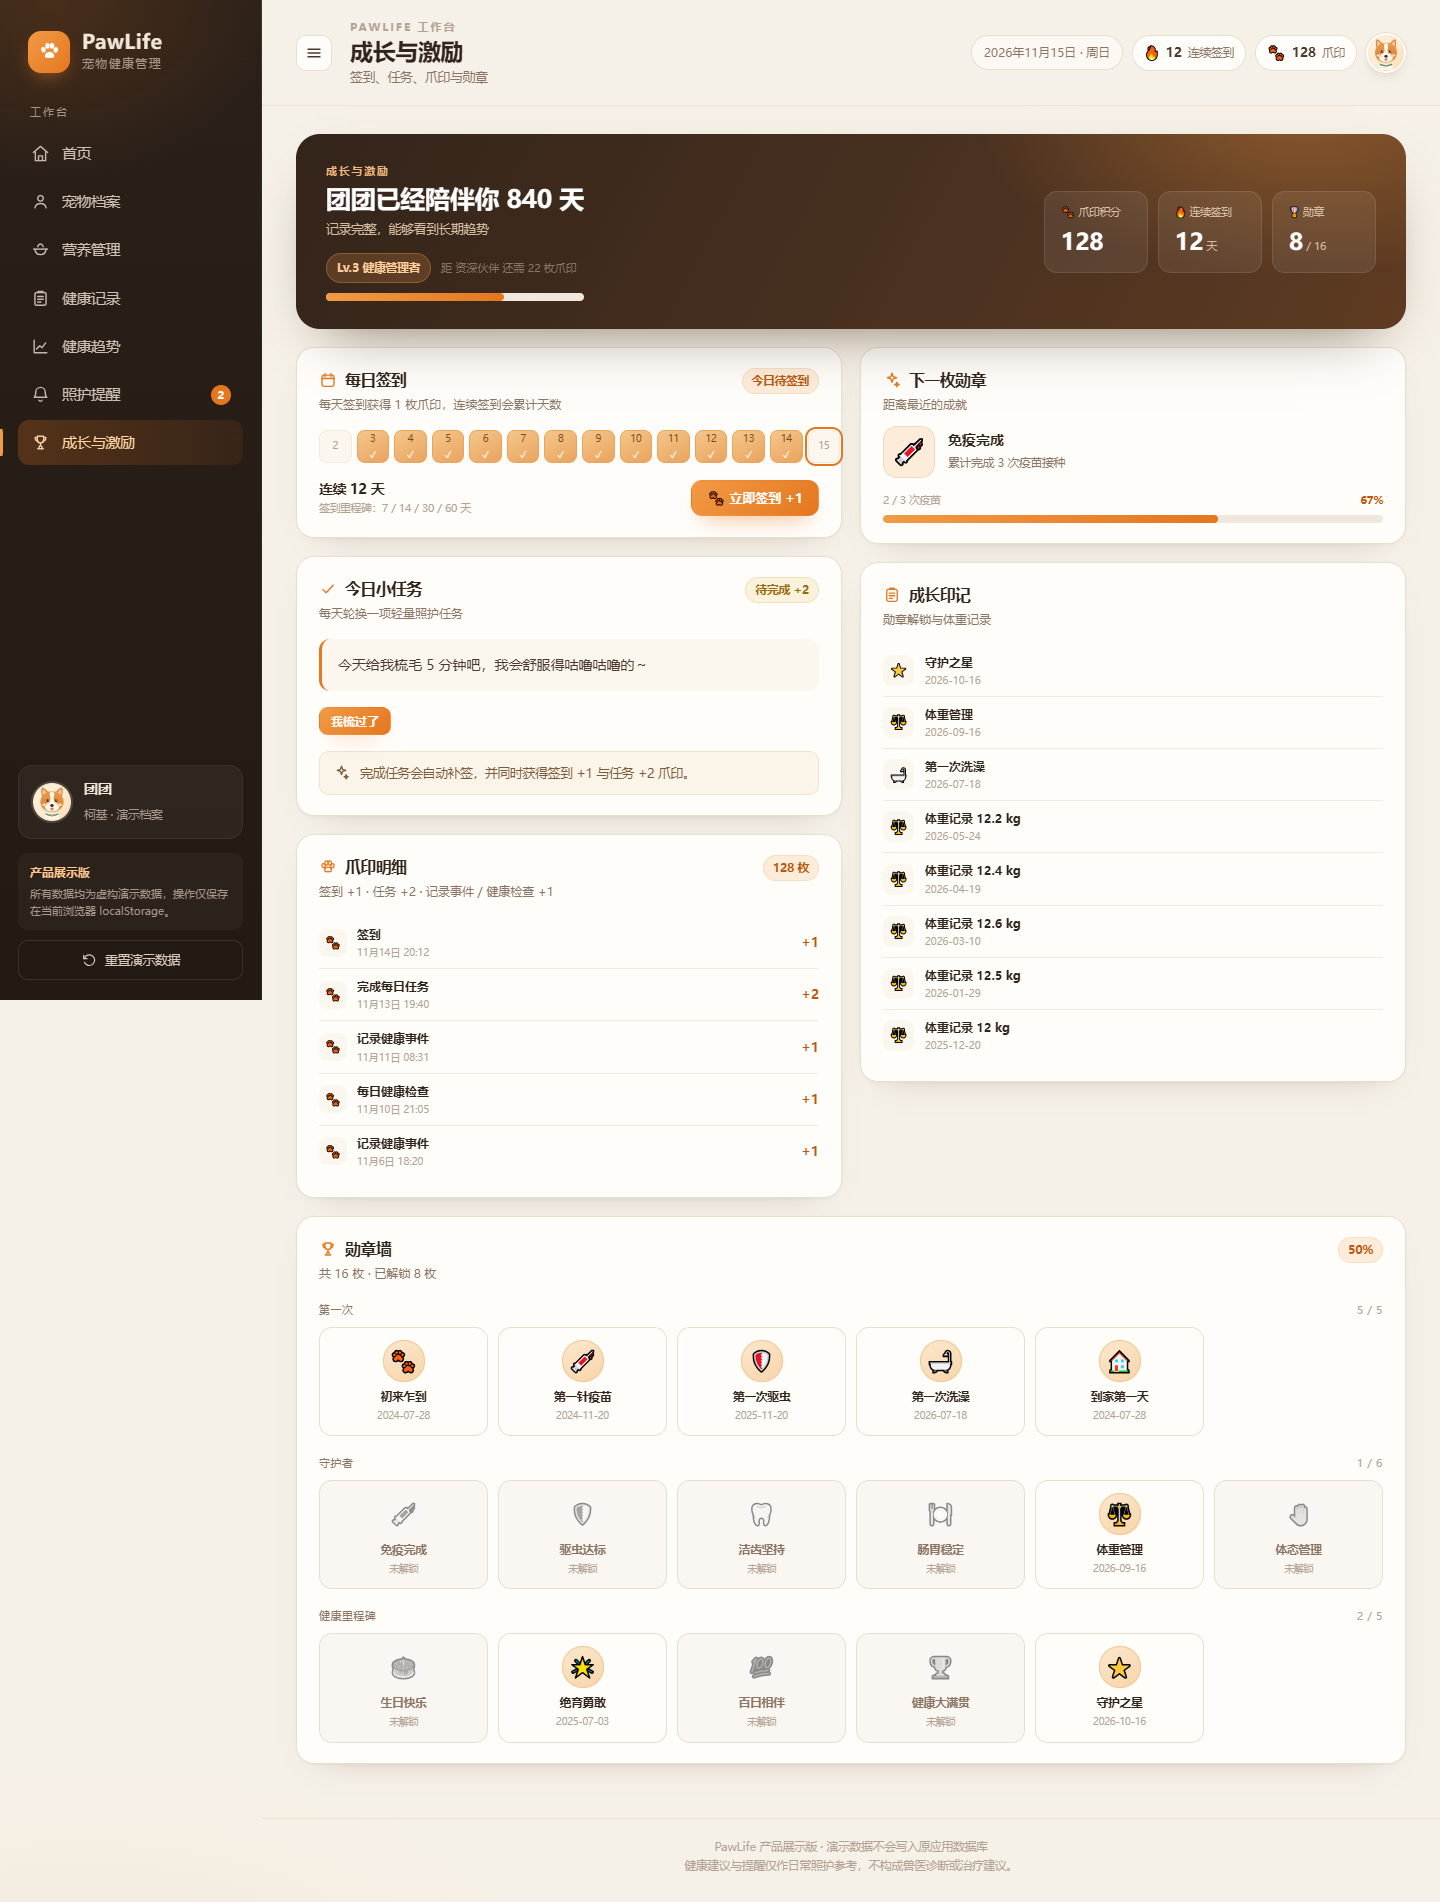 PawLife
宠物健康管理
工作台
首页
宠物档案
营养管理
健康记录
健康趋势
照护提醒
2
成长与激励
团团
柯基 · 演示档案
产品展示版
所有数据均为虚构演示数据，操作仅保存
在当前浏览器 localStorage。
重置演示数据
PAWLIFE 工作台
成长与激励
签到、任务、爪印与勋章
2026年11月15日 · 周日
12 连续签到
128 爪印
成长与激励
团团已经陪伴你 840 天
记录完整，能够看到长期趋势
Lv.3 健康管理者
距 资深伙伴 还需 22 枚爪印
爪印积分
128
连续签到
12 天
勋章
8 / 16
每日签到
今日待签到
每天签到获得 1 枚爪印，连续签到会累计天数
2 3 4 5 6 7 8 9 10 11 12 13 14 15
✓ ✓ ✓ ✓ ✓ ✓ ✓ ✓ ✓ ✓ ✓ ✓
连续 12 天
签到里程碑：7 / 14 / 30 / 60 天
立即签到 +1
今日小任务
待完成 +2
每天轮换一项轻量照护任务
今天给我梳毛 5 分钟吧，我会舒服得咕噜咕噜的～
我梳过了
完成任务会自动补签，并同时获得签到 +1 与任务 +2 爪印。
爪印明细
128 枚
签到 +1 · 任务 +2 · 记录事件 / 健康检查 +1
签到
11月14日 20:12
+1
完成每日任务
11月13日 19:40
+2
记录健康事件
11月11日 08:31
+1
每日健康检查
11月10日 21:05
+1
记录健康事件
11月6日 18:20
+1
下一枚勋章
距离最近的成就
免疫完成
累计完成 3 次疫苗接种
2 / 3 次疫苗
67%
成长印记
勋章解锁与体重记录
守护之星
2026-10-16
体重管理
2026-09-16
第一次洗澡
2026-07-18
体重记录 12.2 kg
2026-05-24
体重记录 12.4 kg
2026-04-19
体重记录 12.6 kg
2026-03-10
体重记录 12.5 kg
2026-01-29
体重记录 12 kg
2025-12-20
勋章墙
50%
共 16 枚 · 已解锁 8 枚
第一次
5 / 5
初来乍到
2024-07-28
第一针疫苗
2024-11-20
第一次驱虫
2025-11-20
第一次洗澡
2026-07-18
到家第一天
2024-07-28
守护者
1 / 6
免疫完成
未解锁
驱虫达标
未解锁
洁齿坚持
未解锁
肠胃稳定
未解锁
体重管理
2026-09-16
体态管理
未解锁
健康里程碑
2 / 5
生日快乐
未解锁
绝育勇敢
2025-07-03
百日相伴
未解锁
健康大满贯
未解锁
守护之星
2026-10-16
PawLife 产品展示版 · 演示数据不会写入原应用数据库
健康建议与提醒仅作日常照护参考，不构成兽医诊断或治疗建议。